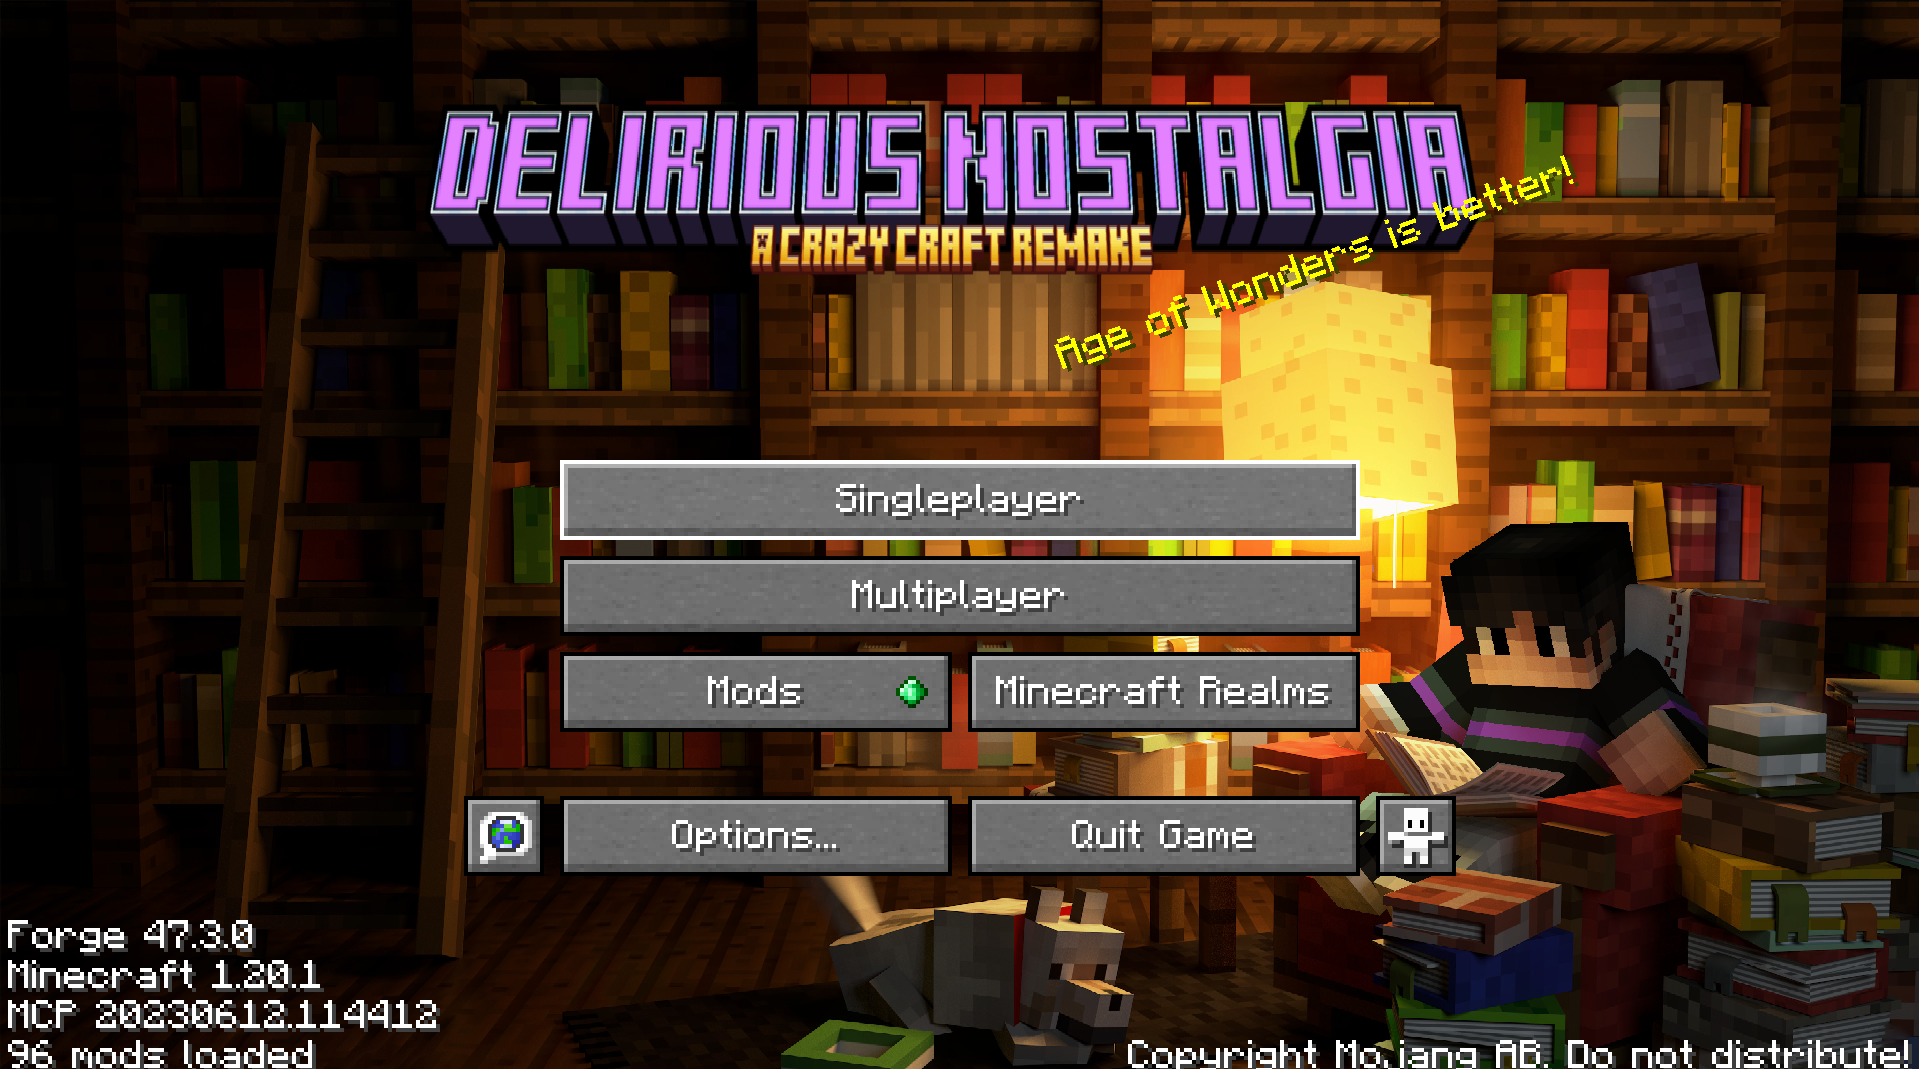 DELIRIOUS NOSTALGIA
A CRAZY CRAFT REMAKE
Age of Wonders is better!
Singleplayer
Multiplayer
Mods
Minecraft Realms
Options...
Quit Game
Forge 47.3.0
Minecraft 1.20.1
MCP 20230612.114412
96 mods loaded
Copyright Mojang AB. Do not distribute!